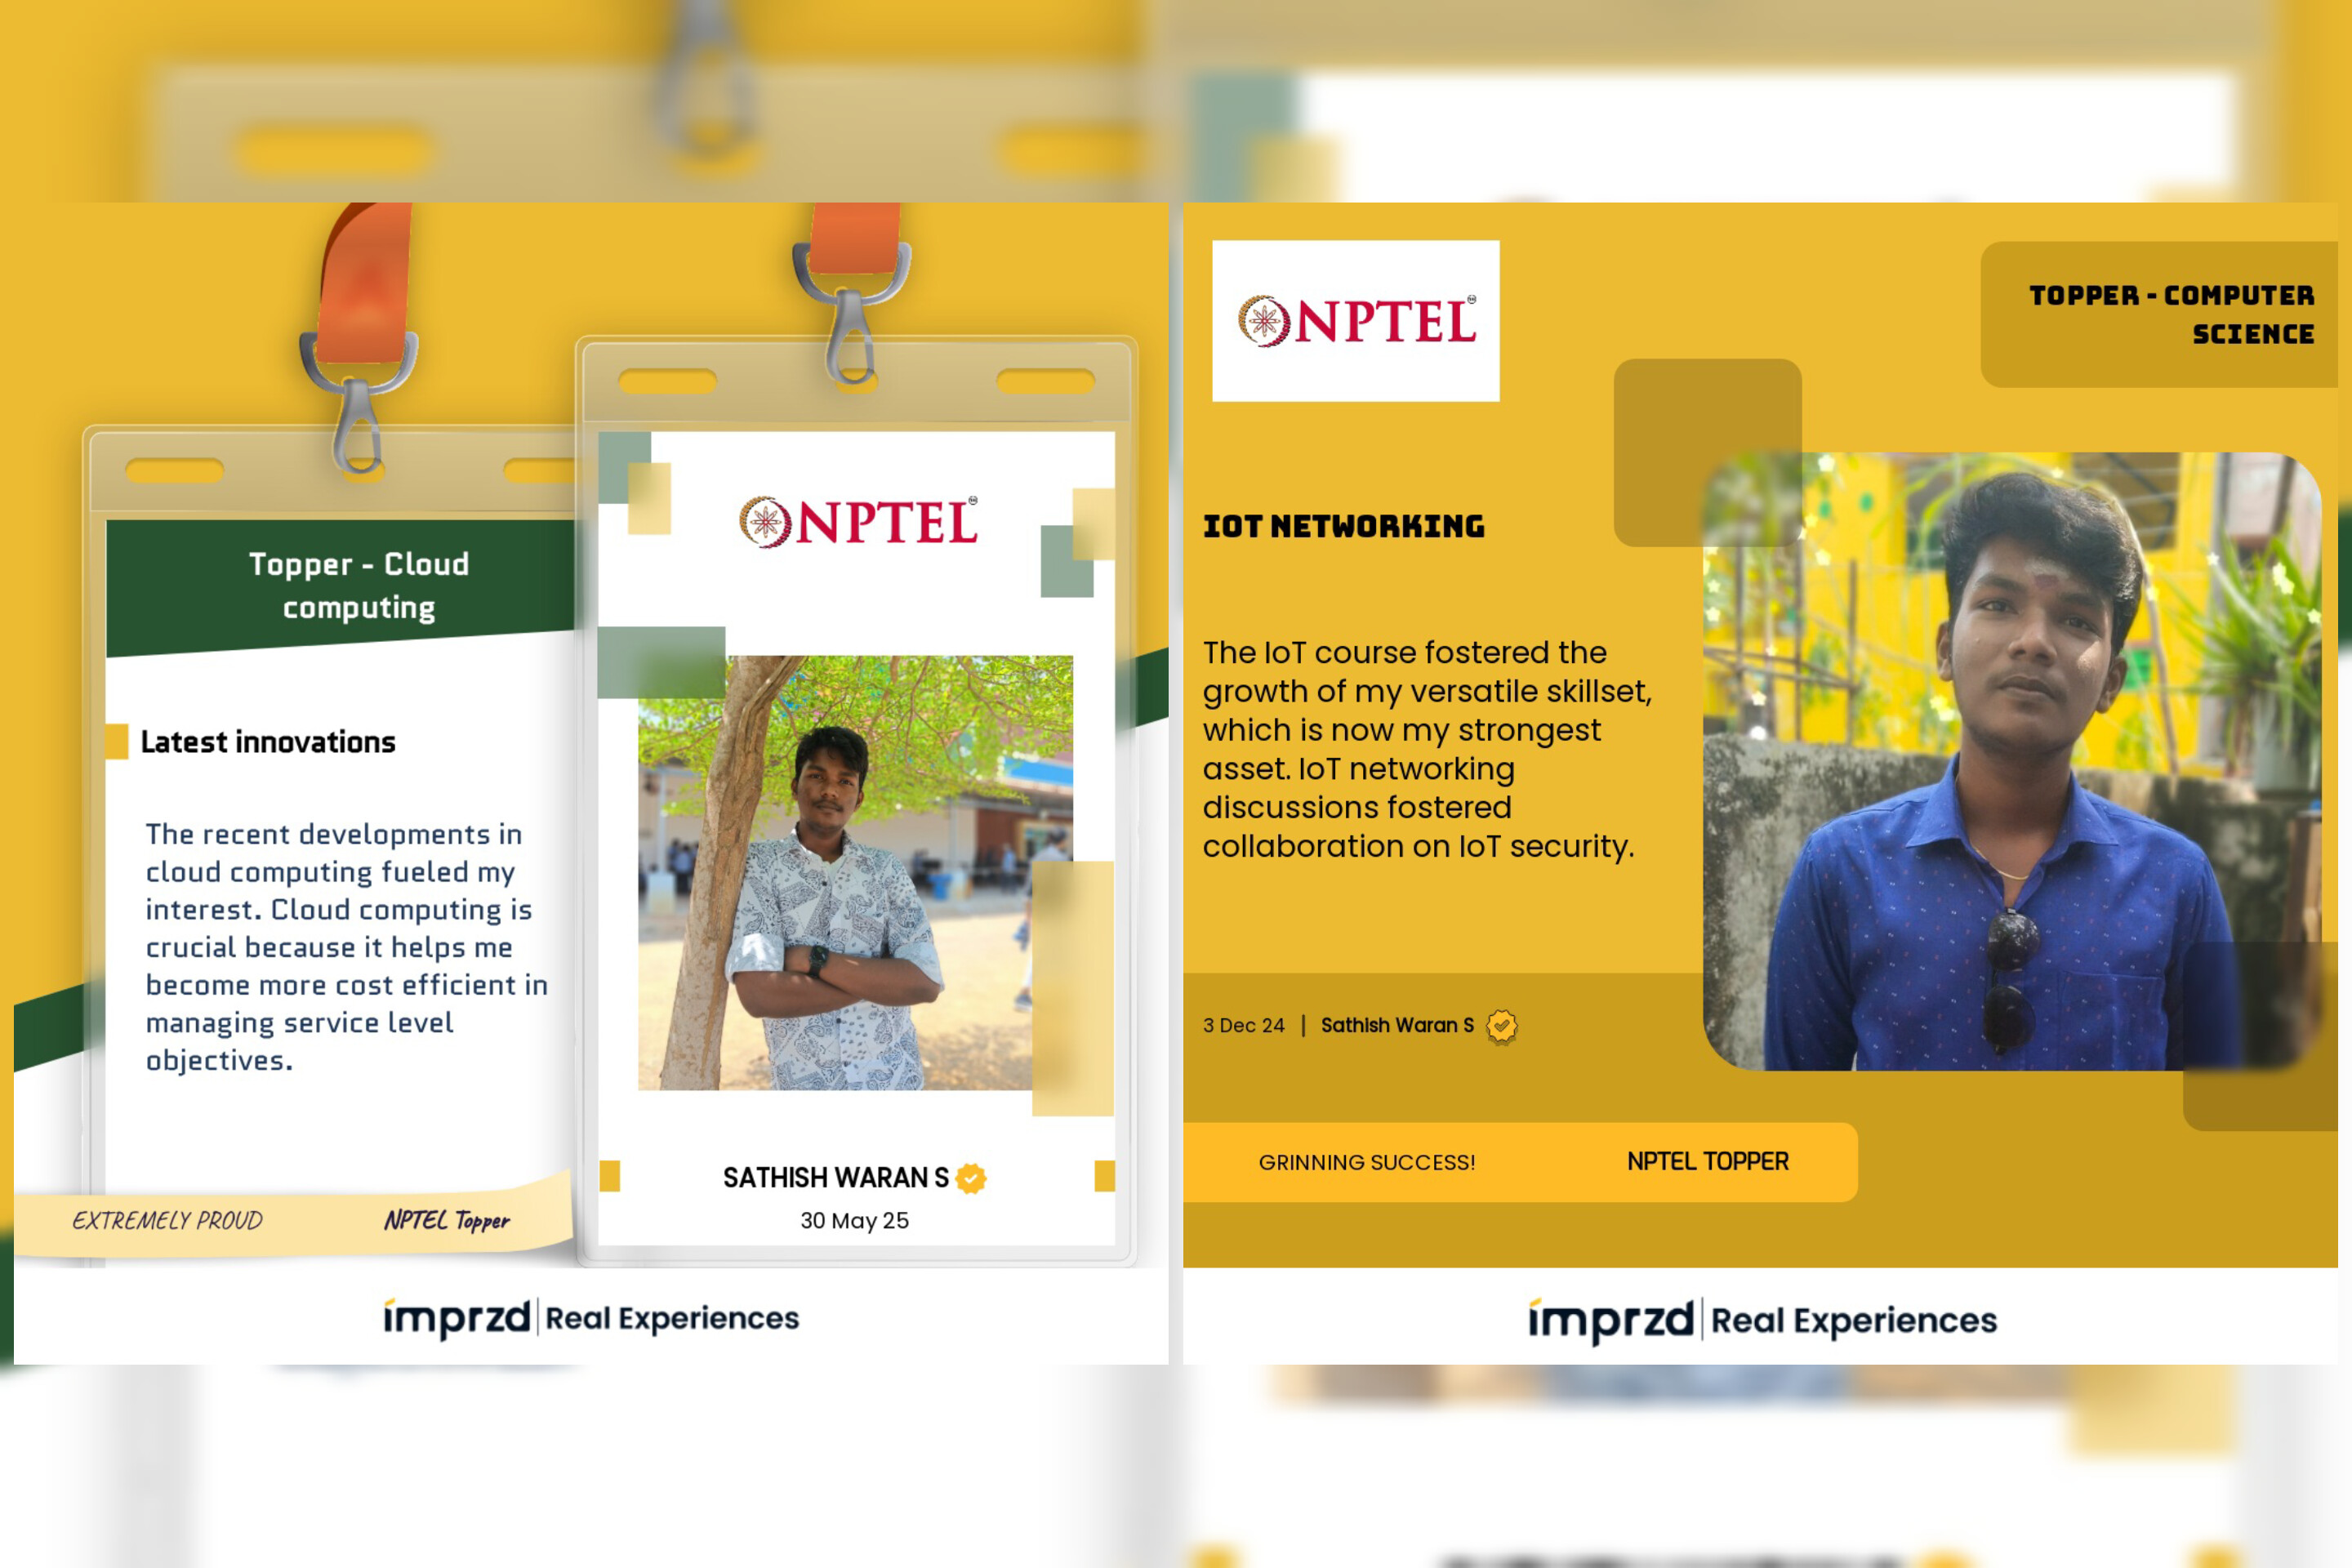 Topper - Cloud
computing
Latest innovations
The recent developments in
cloud computing fueled my
interest. Cloud computing is
crucial because it helps me
become more cost efficient in
managing service level
objectives.
EXTREMELY PROUD
NPTEL Topper
NPTEL
SATHISH WARAN S
30 May 25
imprzd | Real Experiences
NPTEL
TOPPER - COMPUTER
SCIENCE
IOT NETWORKING
The IoT course fostered the
growth of my versatile skillset,
which is now my strongest
asset. IoT networking
discussions fostered
collaboration on IoT security.
3 Dec 24 | Sathish Waran S
GRINNING SUCCESS!
NPTEL TOPPER
imprzd | Real Experiences